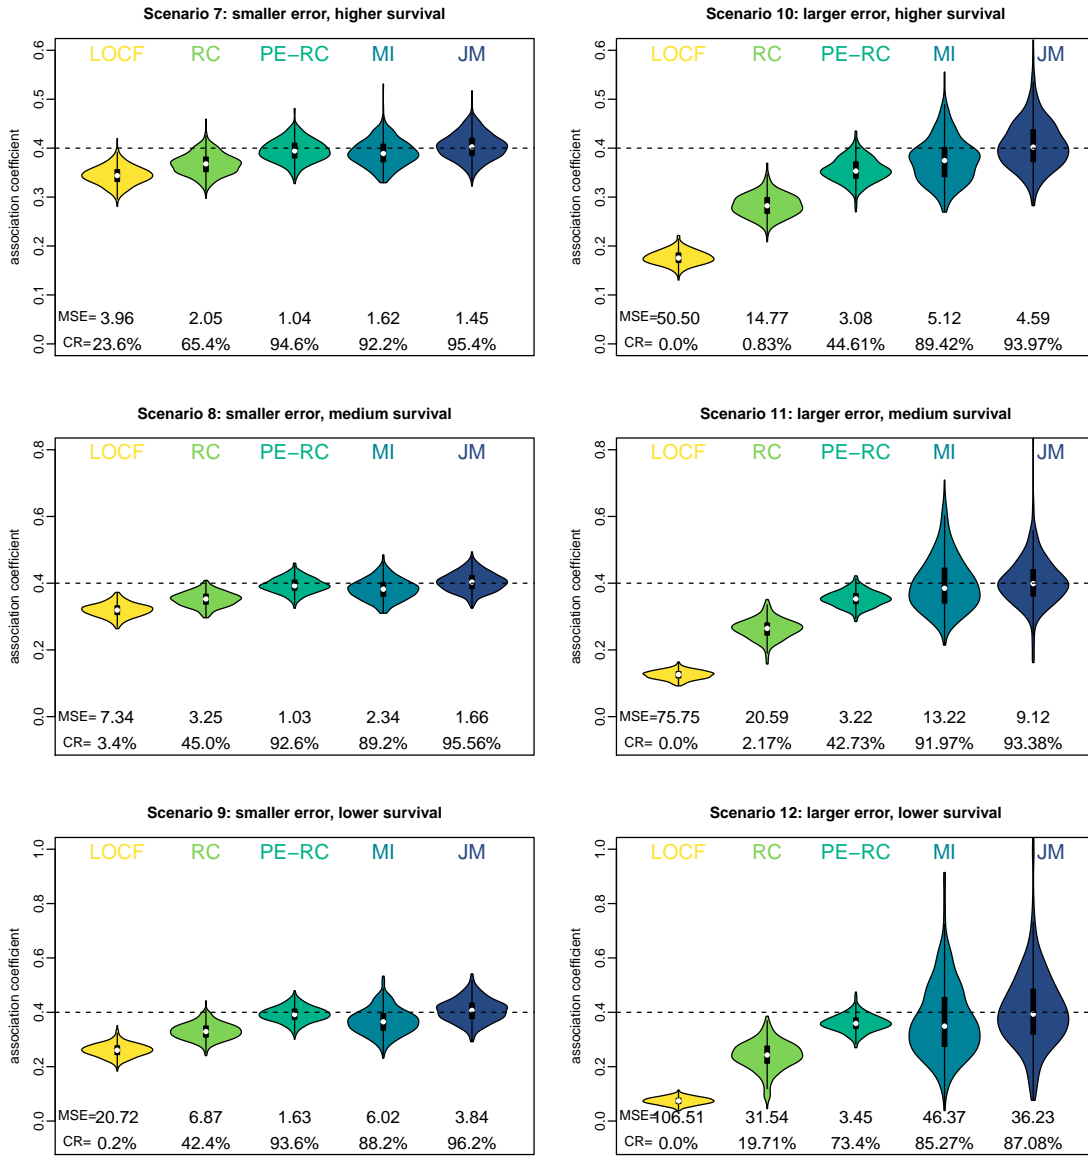 Scenario 7: smaller error, higher survival
LOCF RC PE−RC MI JM
association coefficient
0.6
0.5
0.4
0.3
0.2
0.1
0.0
MSE= 3.96 2.05 1.04 1.62 1.45
CR= 23.6% 65.4% 94.6% 92.2% 95.4%
Scenario 10: larger error, higher survival
LOCF RC PE−RC MI JM
association coefficient
0.6
0.5
0.4
0.3
0.2
0.1
0.0
MSE= 50.50 14.77 3.08 5.12 4.59
CR= 0.0% 0.83% 44.61% 89.42% 93.97%
Scenario 8: smaller error, medium survival
LOCF RC PE−RC MI JM
association coefficient
0.8
0.6
0.4
0.2
0.0
MSE= 7.34 3.25 1.03 2.34 1.66
CR= 3.4% 45.0% 92.6% 89.2% 95.56%
Scenario 11: larger error, medium survival
LOCF RC PE−RC MI JM
association coefficient
0.8
0.6
0.4
0.2
0.0
MSE= 75.75 20.59 3.22 13.22 9.12
CR= 0.0% 2.17% 42.73% 91.97% 93.38%
Scenario 9: smaller error, lower survival
LOCF RC PE−RC MI JM
association coefficient
1.0
0.8
0.6
0.4
0.2
0.0
MSE= 20.72 6.87 1.63 6.02 3.84
CR= 0.2% 42.4% 93.6% 88.2% 96.2%
Scenario 12: larger error, lower survival
LOCF RC PE−RC MI JM
association coefficient
1.0
0.8
0.6
0.4
0.2
0.0
MSE= 106.51 31.54 3.45 46.37 36.23
CR= 0.0% 19.71% 73.4% 85.27% 87.08%